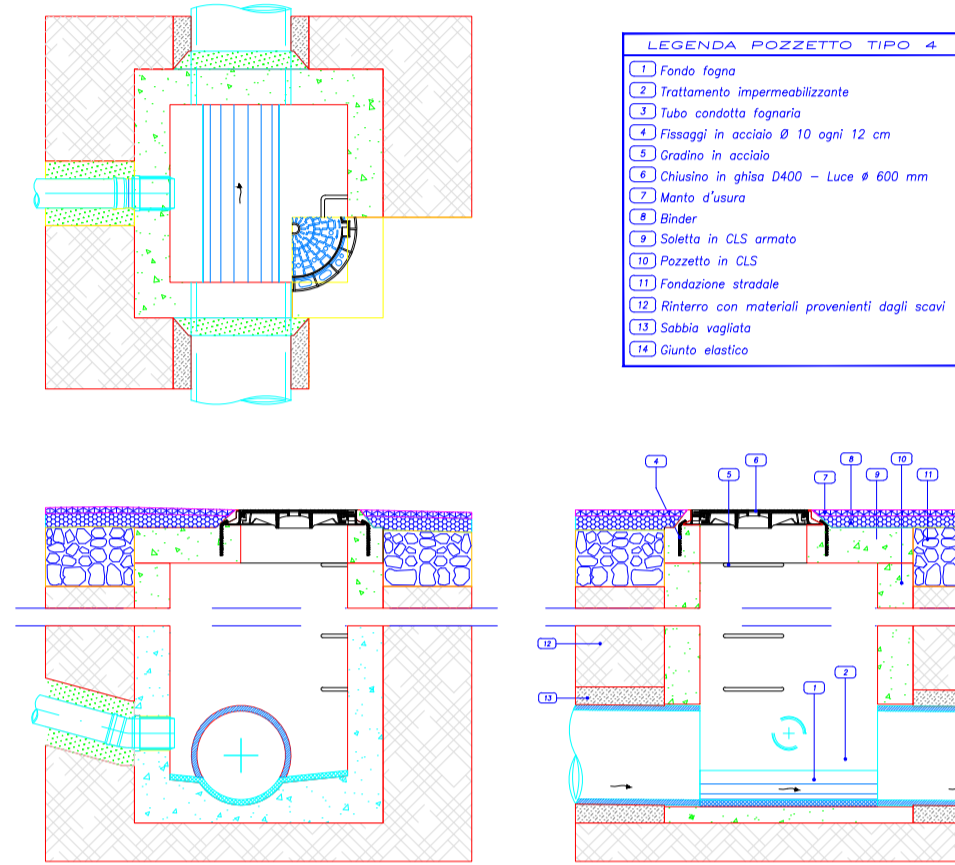 LEGENDA POZZETTO TIPO 4
1 Fondo fogna
2 Trattamento impermeabilizzante
3 Tubo condotta fognaria
4 Fissaggi in acciaio Ø 10 ogni 12 cm
5 Gradino in acciaio
6 Chiusino in ghisa D400 - Luce Ø 600 mm
7 Manto d'usura
8 Binder
9 Soletta in CLS armato
10 Pozzetto in CLS
11 Fondazione stradale
12 Rinterro con materiali provenienti dagli scavi
13 Sabbia vagliata
14 Giunto elastico
4 5 6 7 8 9 10 11
12
13
1 2